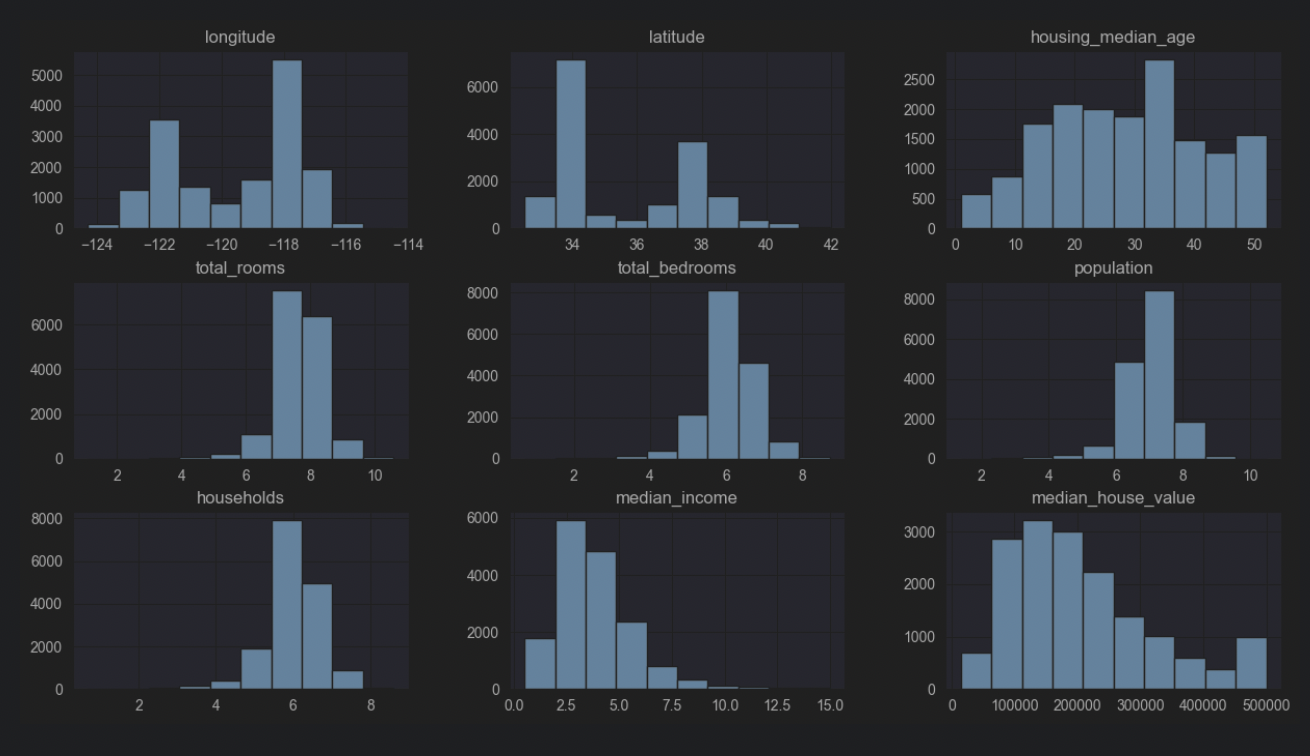 longitude latitude housing_median_age
5000 6000 2500
4000 2000
3000 4000 1500
2000 1000
1000 2000 500
0 0 0
−124 −122 −120 −118 −116 −114 34 36 38 40 42 0 10 20 30 40 50
total_rooms total_bedrooms population
6000 8000 8000
4000 6000 6000
2000 4000 4000
0 2000 2000
0 0
2 4 6 8 10 2 4 6 8 2 4 6 8 10
households median_income median_house_value
8000 6000 3000
6000 4000 2000
4000 2000 1000
2000 0 0
0
2 4 6 8 0.0 2.5 5.0 7.5 10.0 12.5 15.0 0 100000 200000 300000 400000 500000